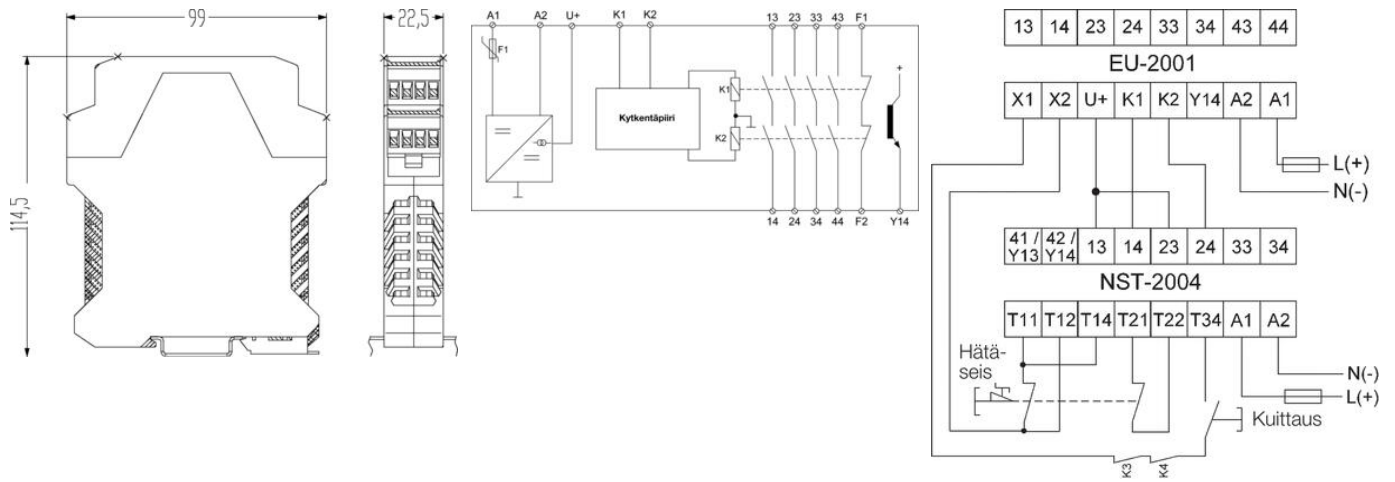 99
114,5
22,5
A1 A2 U+ K1 K2 13 23 33 43 F1
F1
Kytkentäpiiri
K1
K2
+
14 24 34 44 F2 Y14
13 14 23 24 33 34 43 44
EU-2001
X1 X2 U+ K1 K2 Y14 A2 A1
L(+)
N(-)
41 / Y13 42 / Y14 13 14 23 24 33 34
NST-2004
T11 T12 T14 T21 T22 T34 A1 A2
Hätä-
seis
N(-)
L(+)
Kuittaus
K3 K4